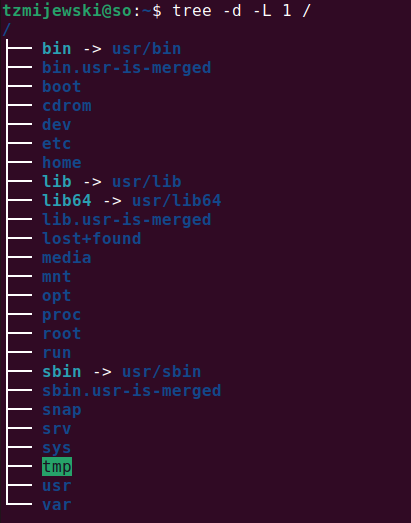 tzmijewski@so:~$ tree -d -L 1 /
/
├── bin -> usr/bin
├── bin.usr-is-merged
├── boot
├── cdrom
├── dev
├── etc
├── home
├── lib -> usr/lib
├── lib64 -> usr/lib64
├── lib.usr-is-merged
├── lost+found
├── media
├── mnt
├── opt
├── proc
├── root
├── run
├── sbin -> usr/sbin
├── sbin.usr-is-merged
├── snap
├── srv
├── sys
├── tmp
├── usr
└── var